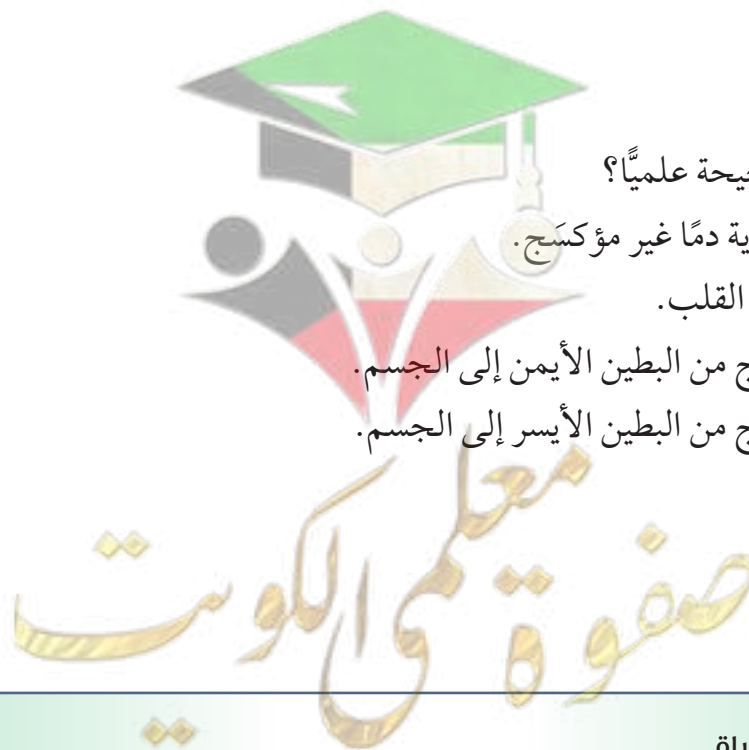 يحة علميًّا؟
ية دمًا غير مؤكسَج.
القلب.
ج من البطين الأيمن إلى الجسم.
ج من البطين الأيسر إلى الجسم.
صفوة معلمي الكويت